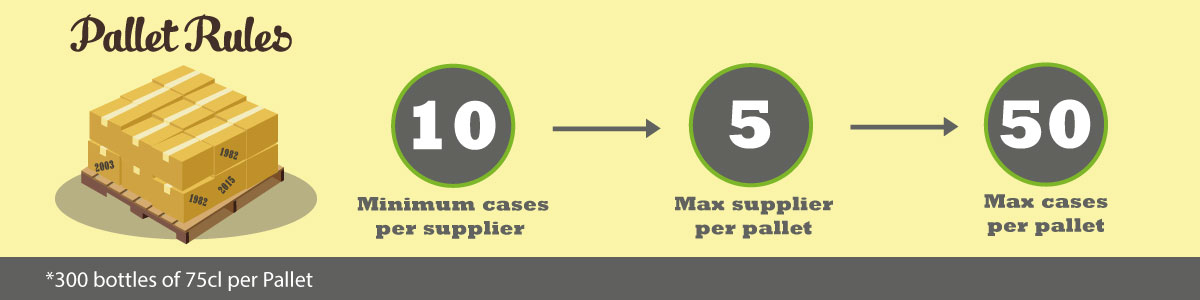 Pallet Rules
2003
1982
1982
2015
10
Minimum cases
per supplier
5
Max supplier
per pallet
50
Max cases
per pallet
*300 bottles of 75cl per Pallet